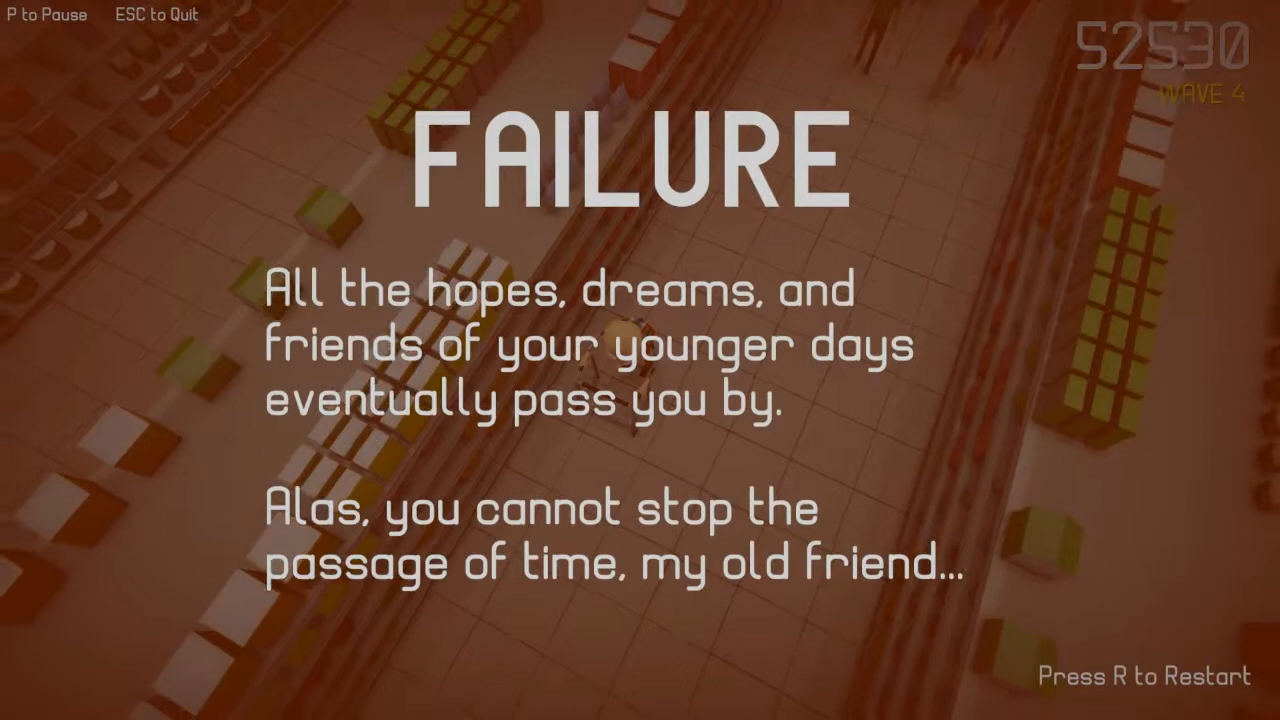 P to Pause ESC to Quit
52530
WAVE 4
FAILURE
All the hopes, dreams, and
friends of your younger days
eventually pass you by.
Alas, you cannot stop the
passage of time, my old friend...
Press R to Restart